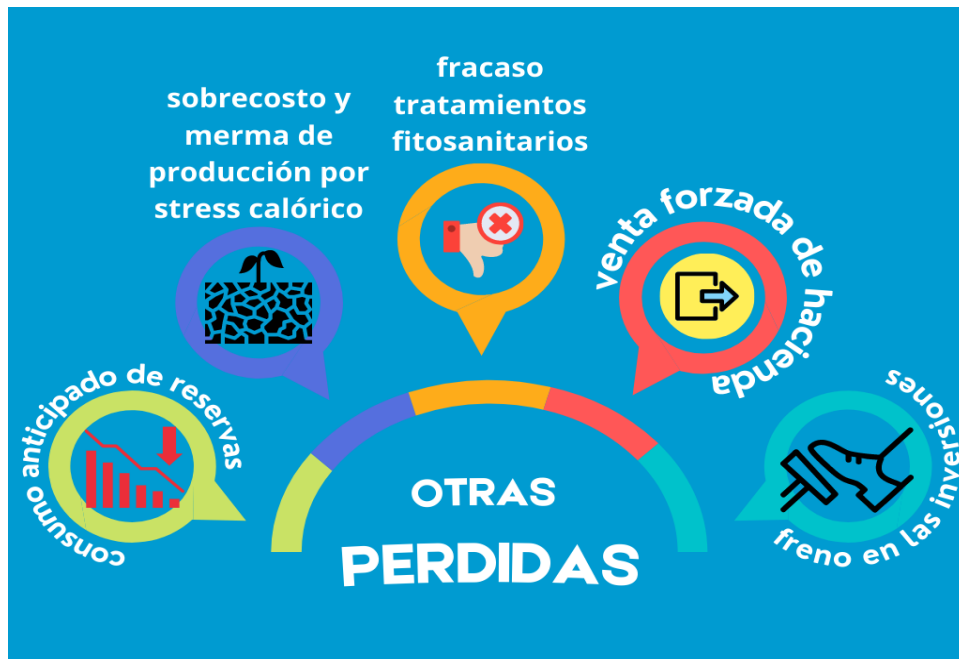 consumo anticipado de reservas
sobrecosto y
merma de
producción por
stress calórico
fracaso
tratamientos
fitosanitarios
venta forzada de hacienda
freno en las inversiones
OTRAS
PERDIDAS